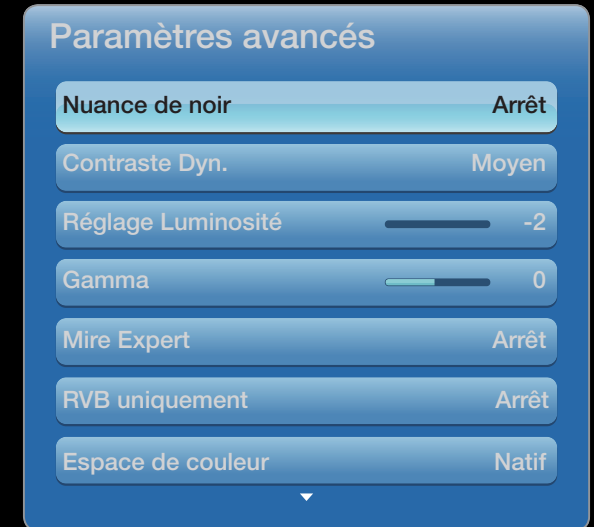 Paramètres avancés
Nuance de noir Arrêt
Contraste Dyn. Moyen
Réglage Luminosité -2
Gamma 0
Mire Expert Arrêt
RVB uniquement Arrêt
Espace de couleur Natif